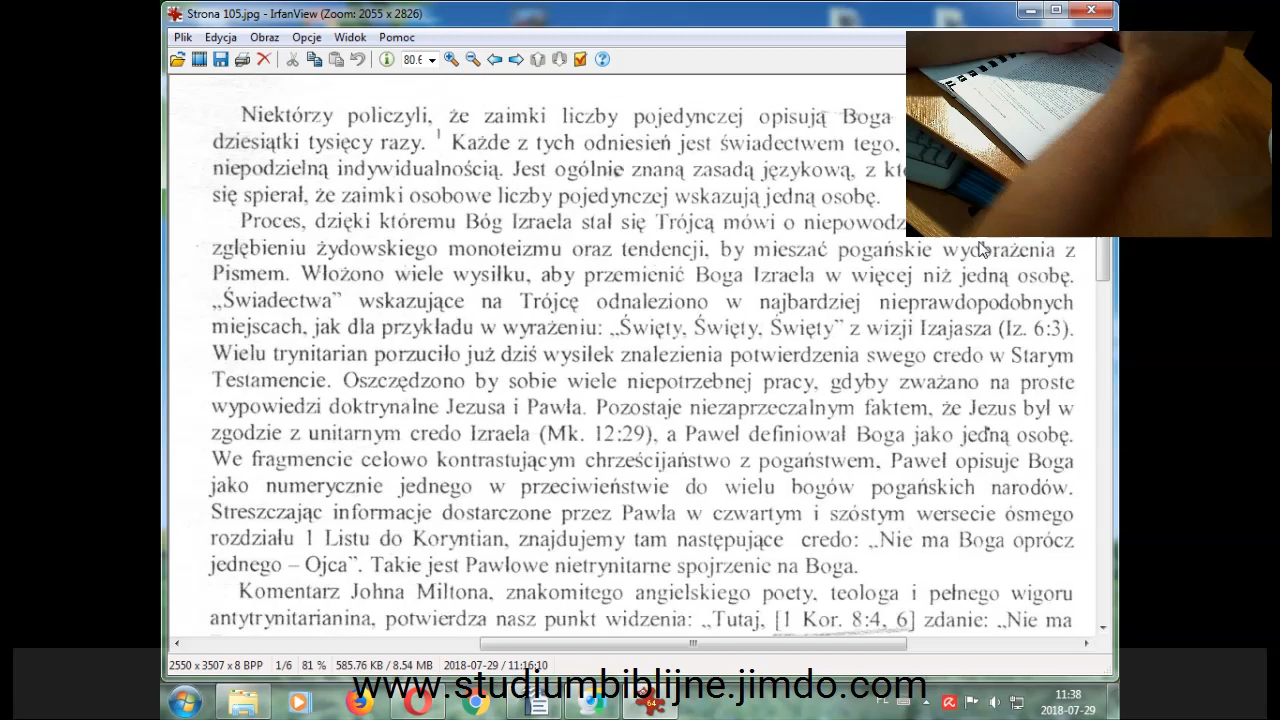 Strona 105.jpg - IrfanView (Zoom: 2055 x 2826)
Plik Edycja Obraz Opcje Widok Pomoc
80.6
Niektórzy policzyli, że zaimki liczby pojedynczej opisują Boga
dziesiątki tysięcy razy. 1 Każde z tych odniesień jest świadectwem tego,
niepodzielną indywidualnością. Jest ogólnie znaną zasadą językową, z
się spierał, że zaimki osobowe liczby pojedynczej wskazują jedną osobę.
Proces, dzięki któremu Bóg Izraela stał się Trójcą mówi o
zgłębieniu żydowskiego monoteizmu oraz tendencji, by mieszać pogańskie wyobrażenia z
Pismem. Włożono wiele wysiłku, aby przemienić Boga Izraela w więcej niż jedną osobę.
„Świadectwa” wskazujące na Trójcę odnaleziono w najbardziej nieprawdopodobnych
miejscach, jak dla przykładu w wyrażeniu: „Święty, Święty, Święty” z wizji Izajasza (Iz. 6:3).
Wielu trynitarian porzuciło już dziś wysiłek znalezienia potwierdzenia swego credo w Starym
Testamencie. Oszczędzono by sobie wiele niepotrzebnej pracy, gdyby zważano na proste
wypowiedzi doktrynalne Jezusa i Pawła. Pozostaje niezaprzeczalnym faktem, że Jezus był w
zgodzie z unitarnym credo Izraela (Mk. 12:29), a Paweł definiował Boga jako jedną osobę.
We fragmencie celowo kontrastującym chrześcijaństwo z pogaństwem, Paweł opisuje Boga
jako numerycznie jednego w przeciwieństwie do wielu bogów pogańskich narodów.
Streszczając informacje dostarczone przez Pawła w czwartym i szóstym wersecie ósmego
rozdziału 1 Listu do Koryntian, znajdujemy tam następujące credo: „Nie ma Boga oprócz
jednego – Ojca”. Takie jest Pawłowe nietrynitarne spojrzenie na Boga.
Komentarz Johna Miltona, znakomitego angielskiego poety, teologa i pełnego wigoru
antytrynitarianina, potwierdza nasz punkt widzenia: „Tutaj, [1 Kor. 8:4, 6] zdanie: „Nie ma
2550 x 3507 x 8 BPP 1/6 81 % 585.76 KB / 8.54 MB 2018-07-29 / 11:16:10
www.studiumbiblijne.jimdo.com
64
PL
11:38
2018-07-29